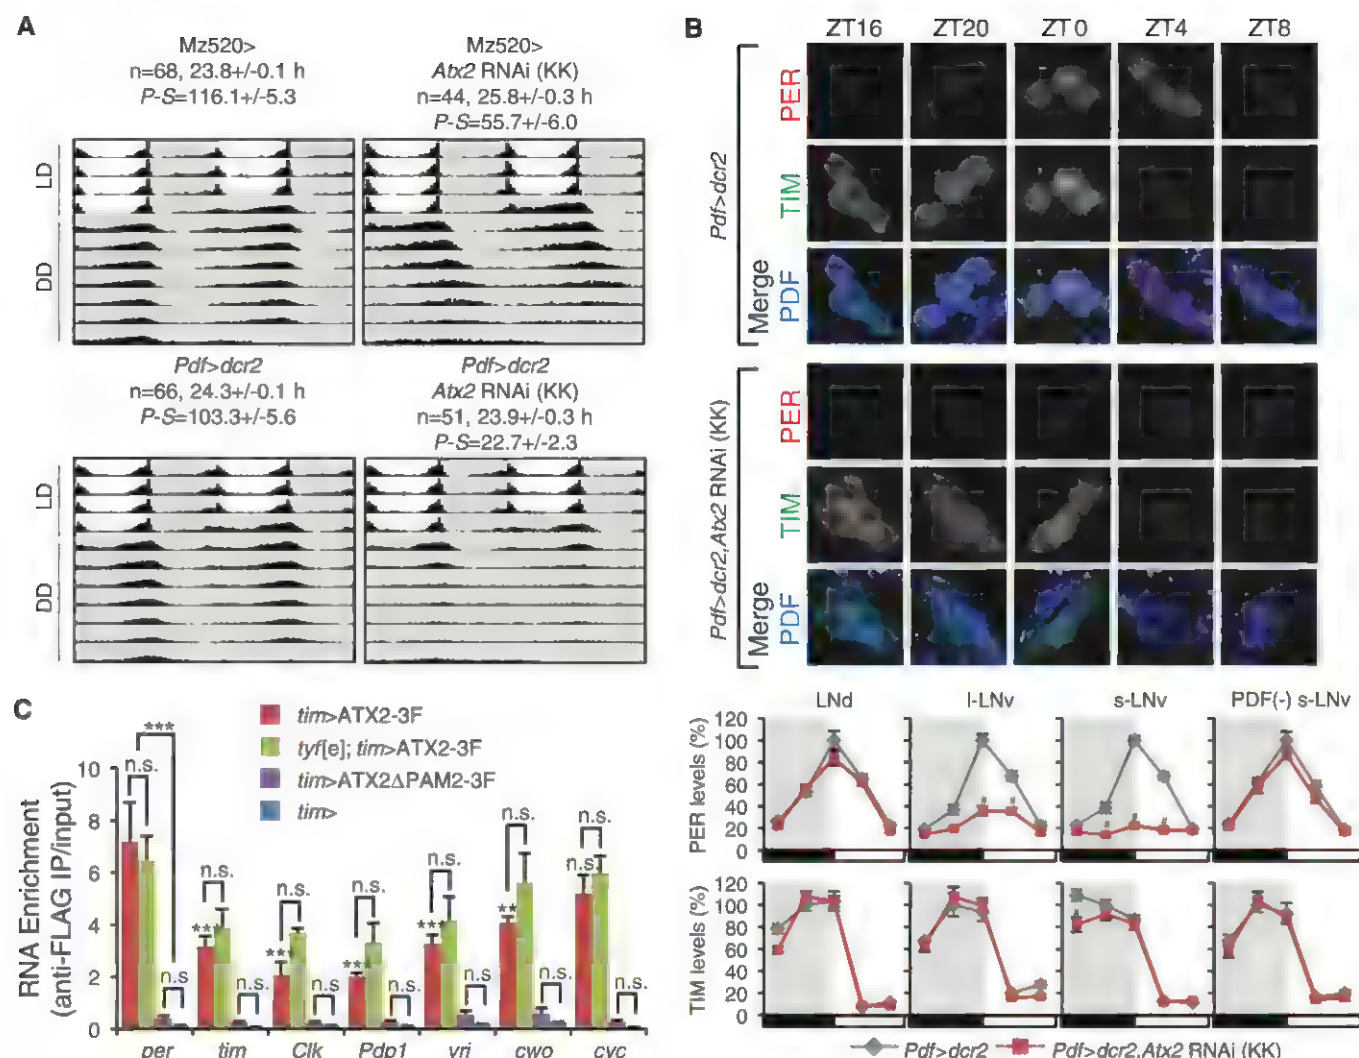 A
Mz520>
n=68, 23.8+/-0.1 h
P-S=116.1+/-5.3
Mz520>
Atx2 RNAi (KK)
n=44, 25.8+/-0.3 h
P-S=55.7+/-6.0
LD
DD
Pdf>dcr2
n=66, 24.3+/-0.1 h
P-S=103.3+/-5.6
Pdf>dcr2
Atx2 RNAi (KK)
n=51, 23.9+/-0.3 h
P-S=22.7+/-2.3
LD
DD
B
ZT16 ZT20 ZT0 ZT4 ZT8
Pdf>dcr2
PER
TIM
Merge
PDF
Pdf>dcr2,Atx2 RNAi (KK)
PER
TIM
Merge
PDF
LNd l-LNv s-LNv PDF(-) s-LNv
PER levels (%)
120
100
80
60
40
20
0
# #
# # #
TIM levels (%)
120
100
80
60
40
20
0
#
Pdf>dcr2 Pdf>dcr2,Atx2 RNAi (KK)
C
tim>ATX2-3F
tyf[e]; tim>ATX2-3F
tim>ATX2ΔPAM2-3F
tim>
RNA Enrichment
(anti-FLAG IP/input)
10
8
6
4
2
0
***
n.s. n.s. n.s. n.s. n.s. n.s. n.s.
*** *** *** *** ** n.s.
n.s. n.s. n.s. n.s. n.s. n.s. n.s.
per tim Clk Pdp1 vri cwo cyc